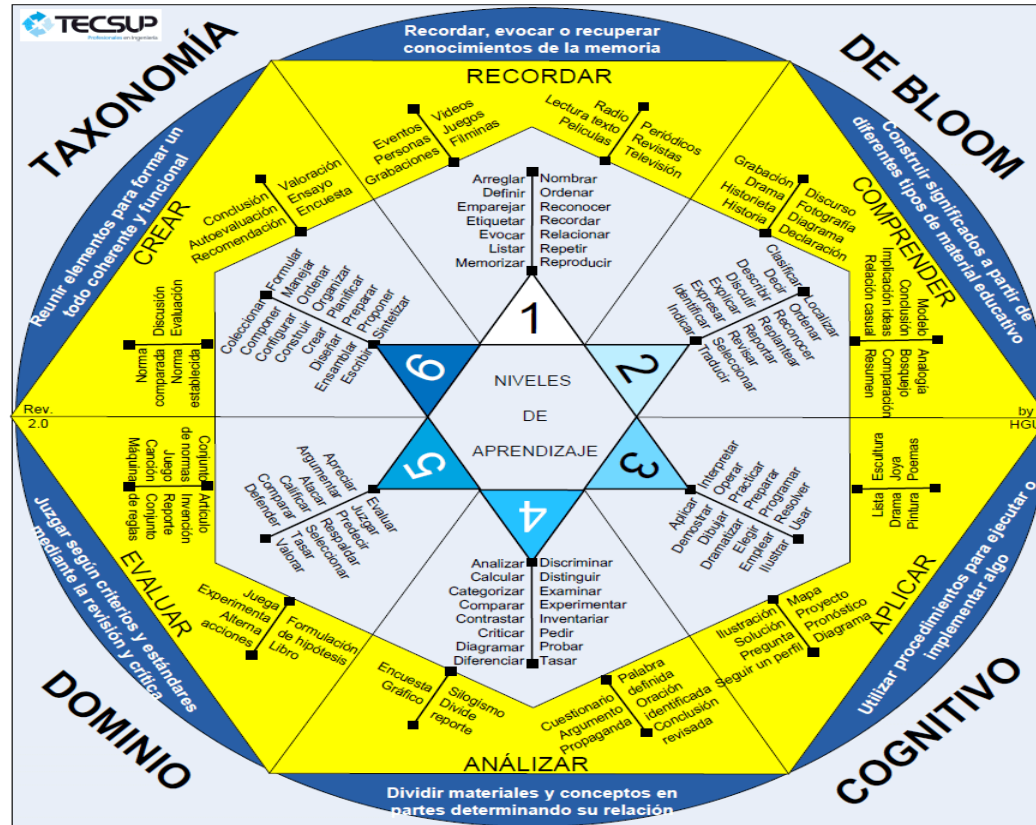 TECSUP
Profesionales en Ingeniería
TAXONOMÍA
DE BLOOM
DOMINIO
COGNITIVO
Recordar, evocar o recuperar
conocimientos de la memoria
RECORDAR
Eventos
Personas
Grabaciones
Videos
Juegos
Filminas
Radio
Lectura texto
Peliculas
Periódicos
Revistas
Televisión
Arreglar
Definir
Emparejar
Etiquetar
Evocar
Listar
Memorizar
Nombrar
Ordenar
Reconocer
Recordar
Relacionar
Repetir
Reproducir
1
Construir significados a partir de
diferentes tipos de material educativo
COMPRENDER
Grabación
Drama
Historieta
Historia
Discurso
Fotografía
Diagrama
Declaración
Modelo
Conclusión
Implicación ideas
Relación casual
Analogía
Bosquejo
Comparación
Resumen
Clasificar
Decir
Describir
Discutir
Explicar
Expresar
Identificar
Indicar
Localizar
Ordenar
Reconocer
Replantear
Reportar
Revisar
Seleccionar
Traducir
2
by
HGU
Utilizar procedimientos para ejecutar o
implementar algo
APLICAR
Escultura
Joya
Poemas
Lista
Drama
Pintura
Ilustración
Solución
Pregunta
Seguir un perfil
Mapa
Proyecto
Pronóstico
Diagrama
Aplicar
Demostrar
Dibujar
Dramatizar
Elegir
Emplear
Ilustrar
Interpretar
Operar
Practicar
Preparar
Programar
Resolver
Usar
3
Dividir materiales y conceptos en
partes determinando su relación
ANÁLIZAR
Encuesta
Gráfico
Silogismo
Divide
reporte
Cuestionario
Argumento
Propaganda
Palabra
definida
Oración
identificada
Conclusión
revisada
Analizar
Calcular
Categorizar
Comparar
Contrastar
Críticar
Diagramar
Diferenciar
Discriminar
Distinguir
Examinar
Experimentar
Inventariar
Pedir
Probar
Tasar
4
Juzgar según criterios y estándares
mediante la revisión y crítica
EVALUAR
Conjunto
de normas
Juego
Canción
Máquina
Artículo
Invención
Reporte
Conjunto
de reglas
Juega
Experimenta
Alterna
acciones
Formulación
de hipótesis
Libro
Apreciar
Argumentar
Atacar
Calificar
Comparar
Defender
Evaluar
Juzgar
Predecir
Respaldar
Seleccionar
Tasar
Valorar
5
Rev.
2.0
Reunir elementos para formar un
todo coherente y funcional
CREAR
Conclusión
Autoevaluación
Recomendación
Valoración
Ensayo
Encuesta
Discusión
Evaluación
Norma
comparada
Norma
establecida
Coleccionar
Componer
Configurar
Construir
Crear
Diseñar
Ensamblar
Escribir
Formular
Manejar
Ordenar
Organizar
Planificar
Preparar
Proponer
Sintetizar
6
NIVELES
DE
APRENDIZAJE